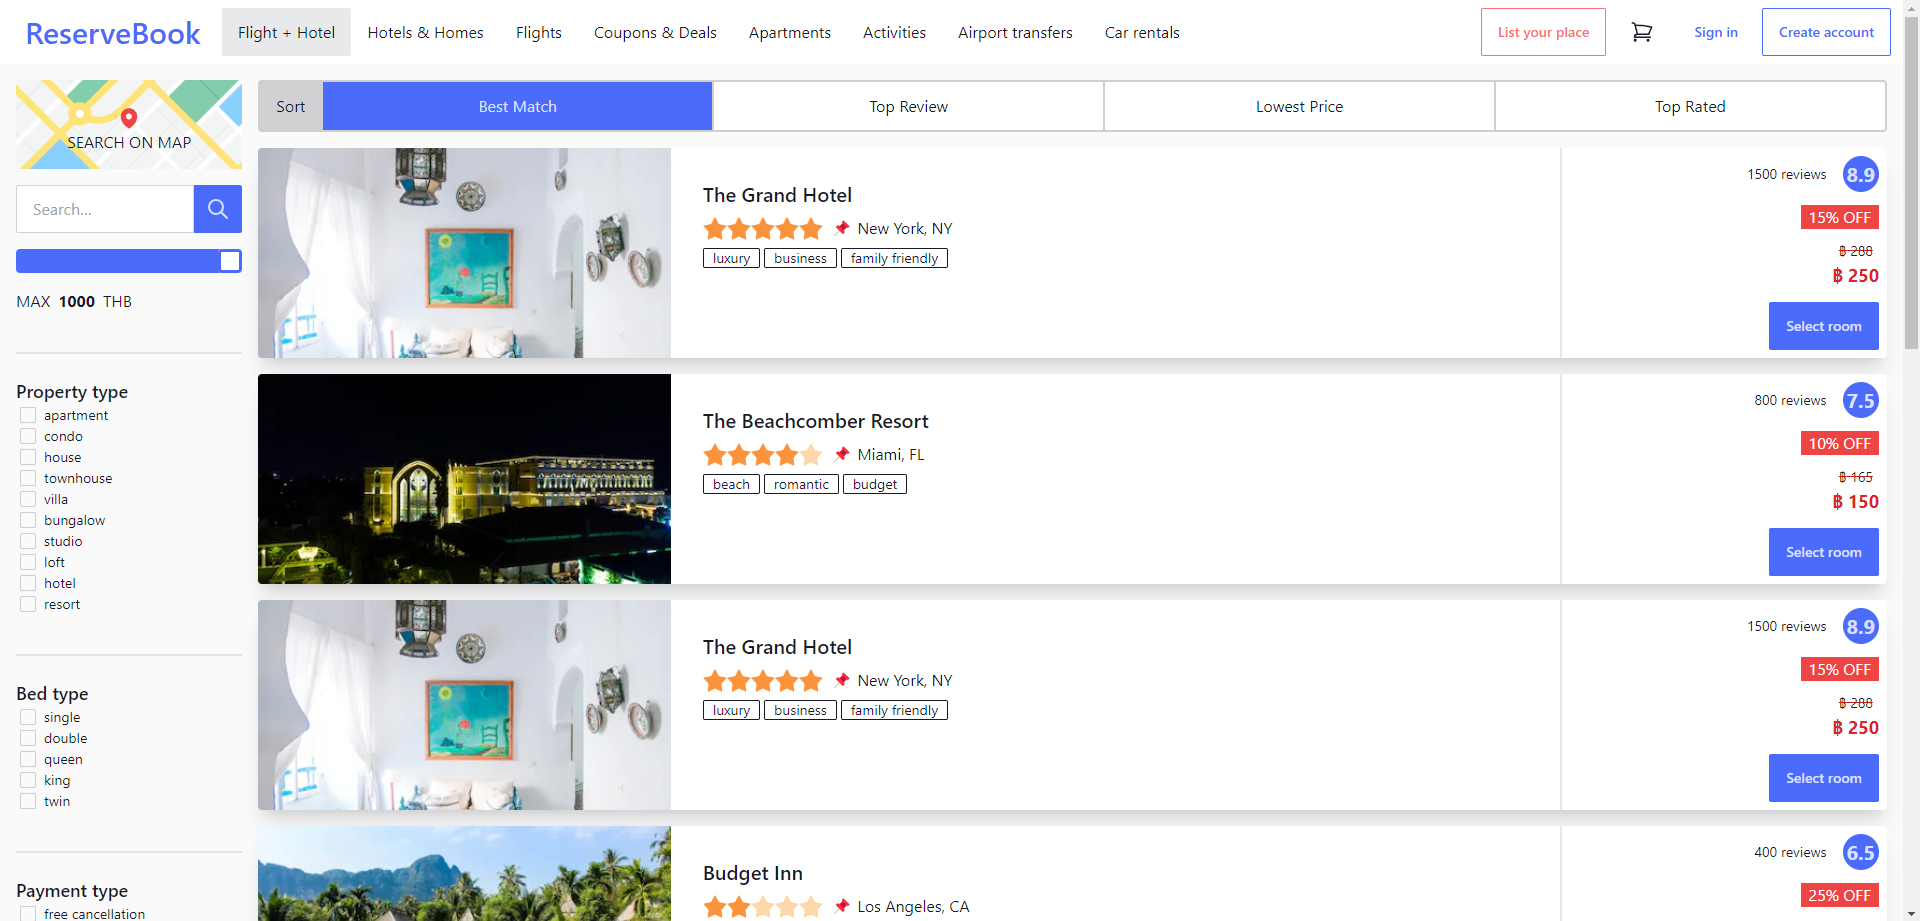 ReserveBook
Flight + Hotel
Hotels & Homes
Flights
Coupons & Deals
Apartments
Activities
Airport transfers
Car rentals
List your place
Sign in
Create account
SEARCH ON MAP
Search...
MAX 1000 THB
Property type
apartment
condo
house
townhouse
villa
bungalow
studio
loft
hotel
resort
Bed type
single
double
queen
king
twin
Payment type
free cancellation
Sort
Best Match
Top Review
Lowest Price
Top Rated
The Grand Hotel
New York, NY
luxury
business
family friendly
1500 reviews
8.9
15% OFF
฿ 288
฿ 250
Select room
The Beachcomber Resort
Miami, FL
beach
romantic
budget
800 reviews
7.5
10% OFF
฿ 165
฿ 150
Select room
The Grand Hotel
New York, NY
luxury
business
family friendly
1500 reviews
8.9
15% OFF
฿ 288
฿ 250
Select room
Budget Inn
Los Angeles, CA
400 reviews
6.5
25% OFF